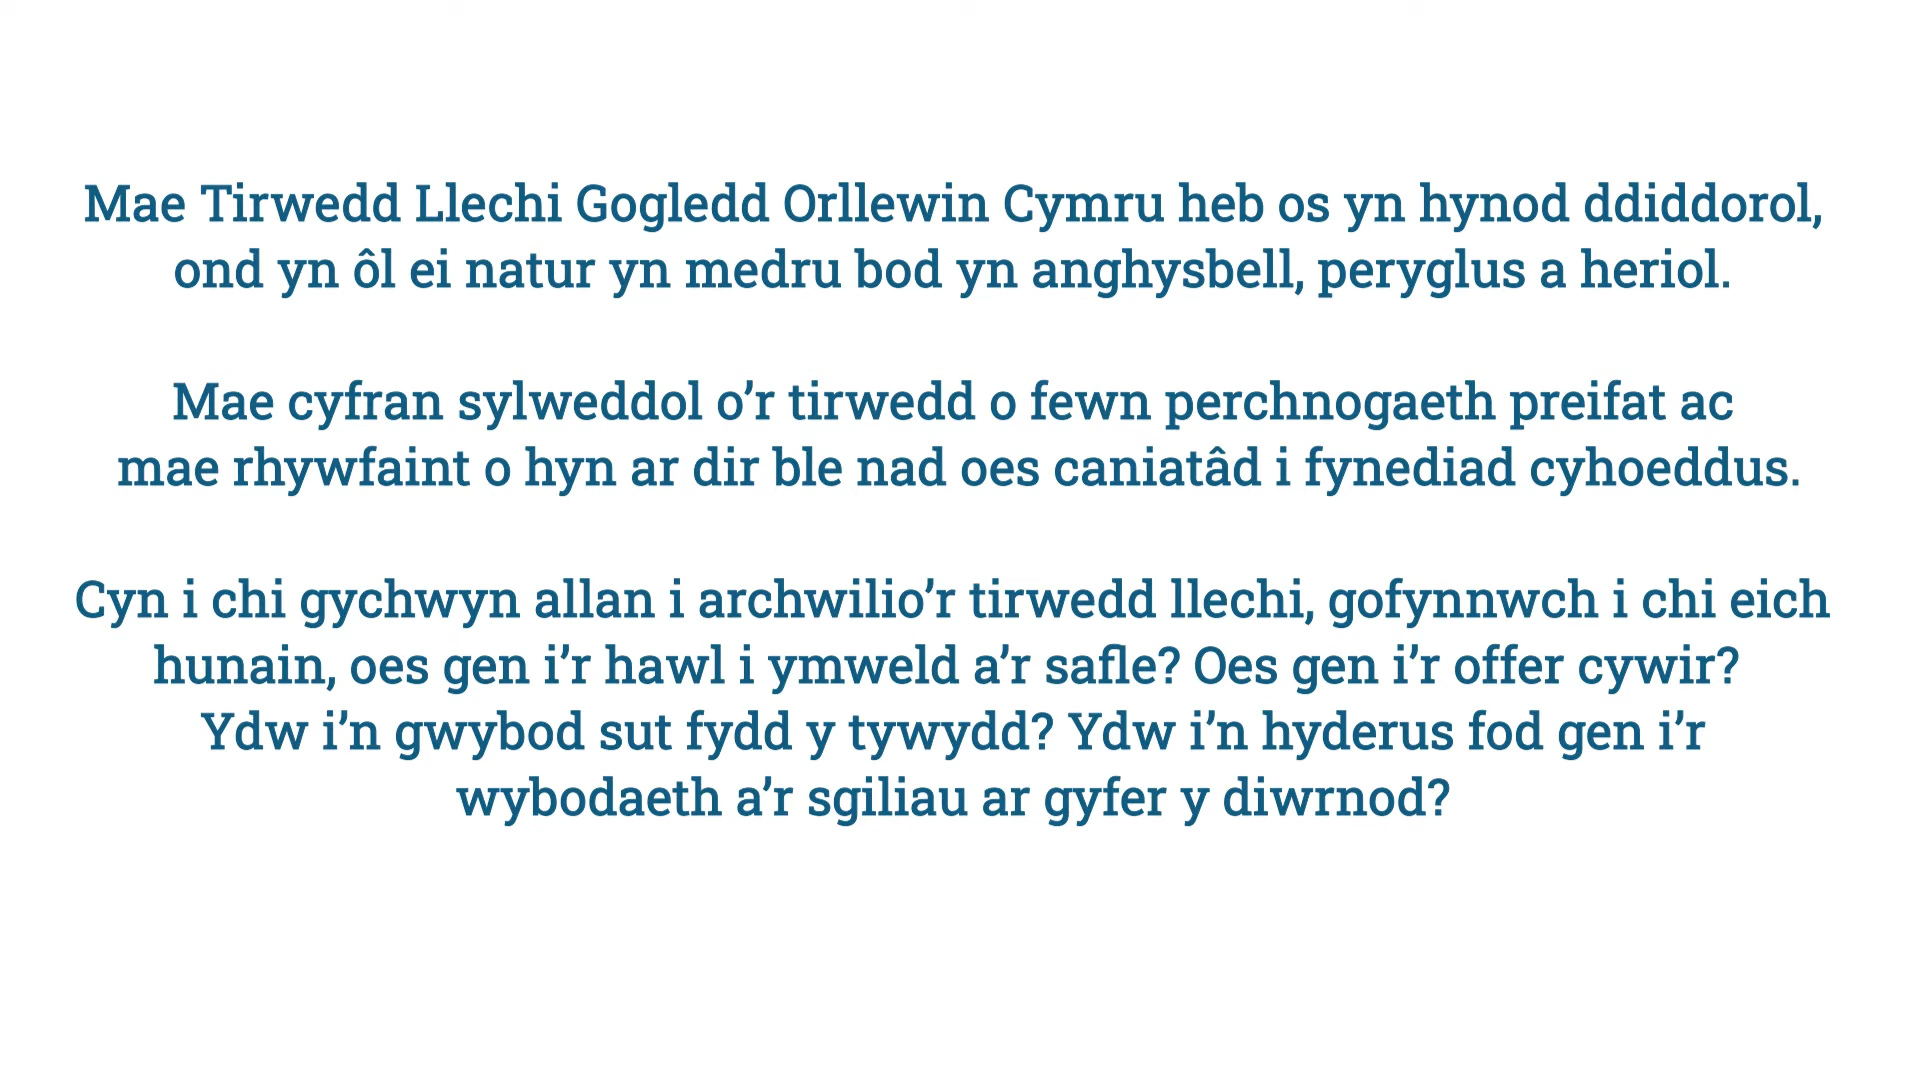 Mae Tirwedd Llechi Gogledd Orllewin Cymru heb os yn hynod ddiddorol,
ond yn ôl ei natur yn medru bod yn anghysbell, peryglus a heriol.
Mae cyfran sylweddol o’r tirwedd o fewn perchnogaeth preifat ac
mae rhywfaint o hyn ar dir ble nad oes caniatâd i fynediad cyhoeddus.
Cyn i chi gychwyn allan i archwilio’r tirwedd llechi, gofynnwch i chi eich
hunain, oes gen i’r hawl i ymweld a’r safle? Oes gen i’r offer cywir?
Ydw i’n gwybod sut fydd y tywydd? Ydw i’n hyderus fod gen i’r
wybodaeth a’r sgiliau ar gyfer y diwrnod?